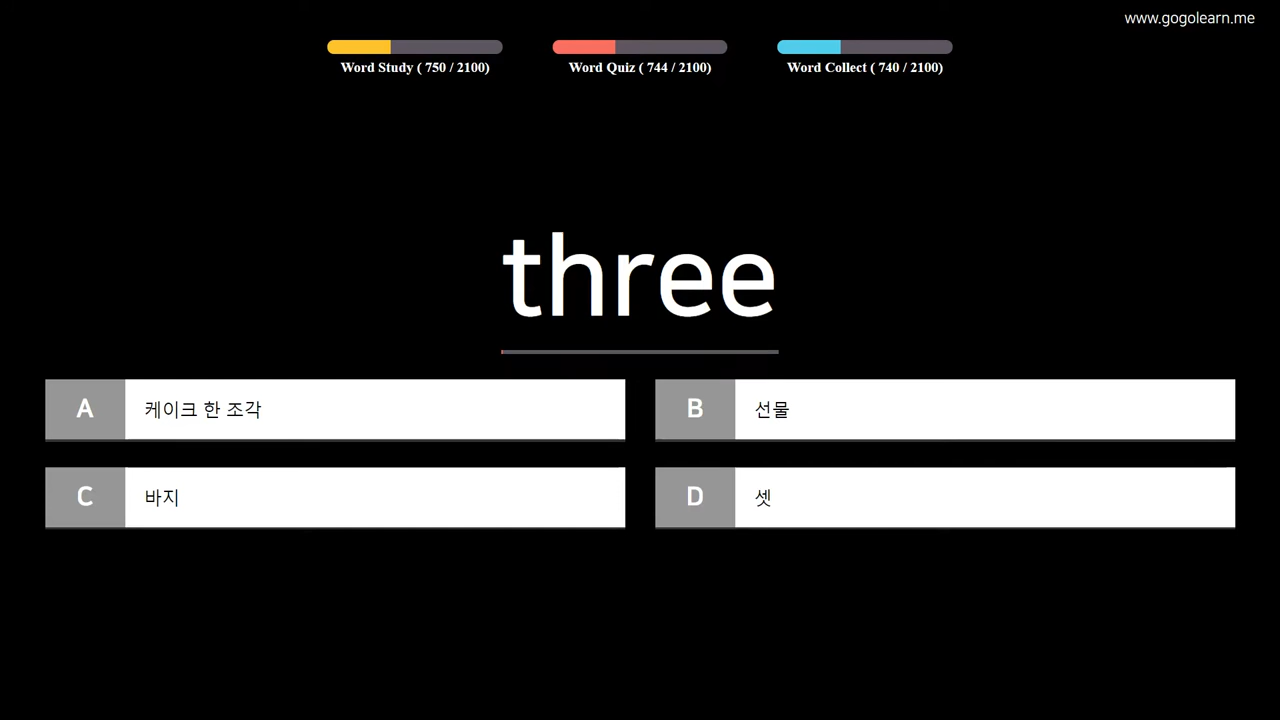 www.gogolearn.me
Word Study ( 750 / 2100)
Word Quiz ( 744 / 2100)
Word Collect ( 740 / 2100)
three
A 케이크 한 조각
B 선물
C 바지
D 셋